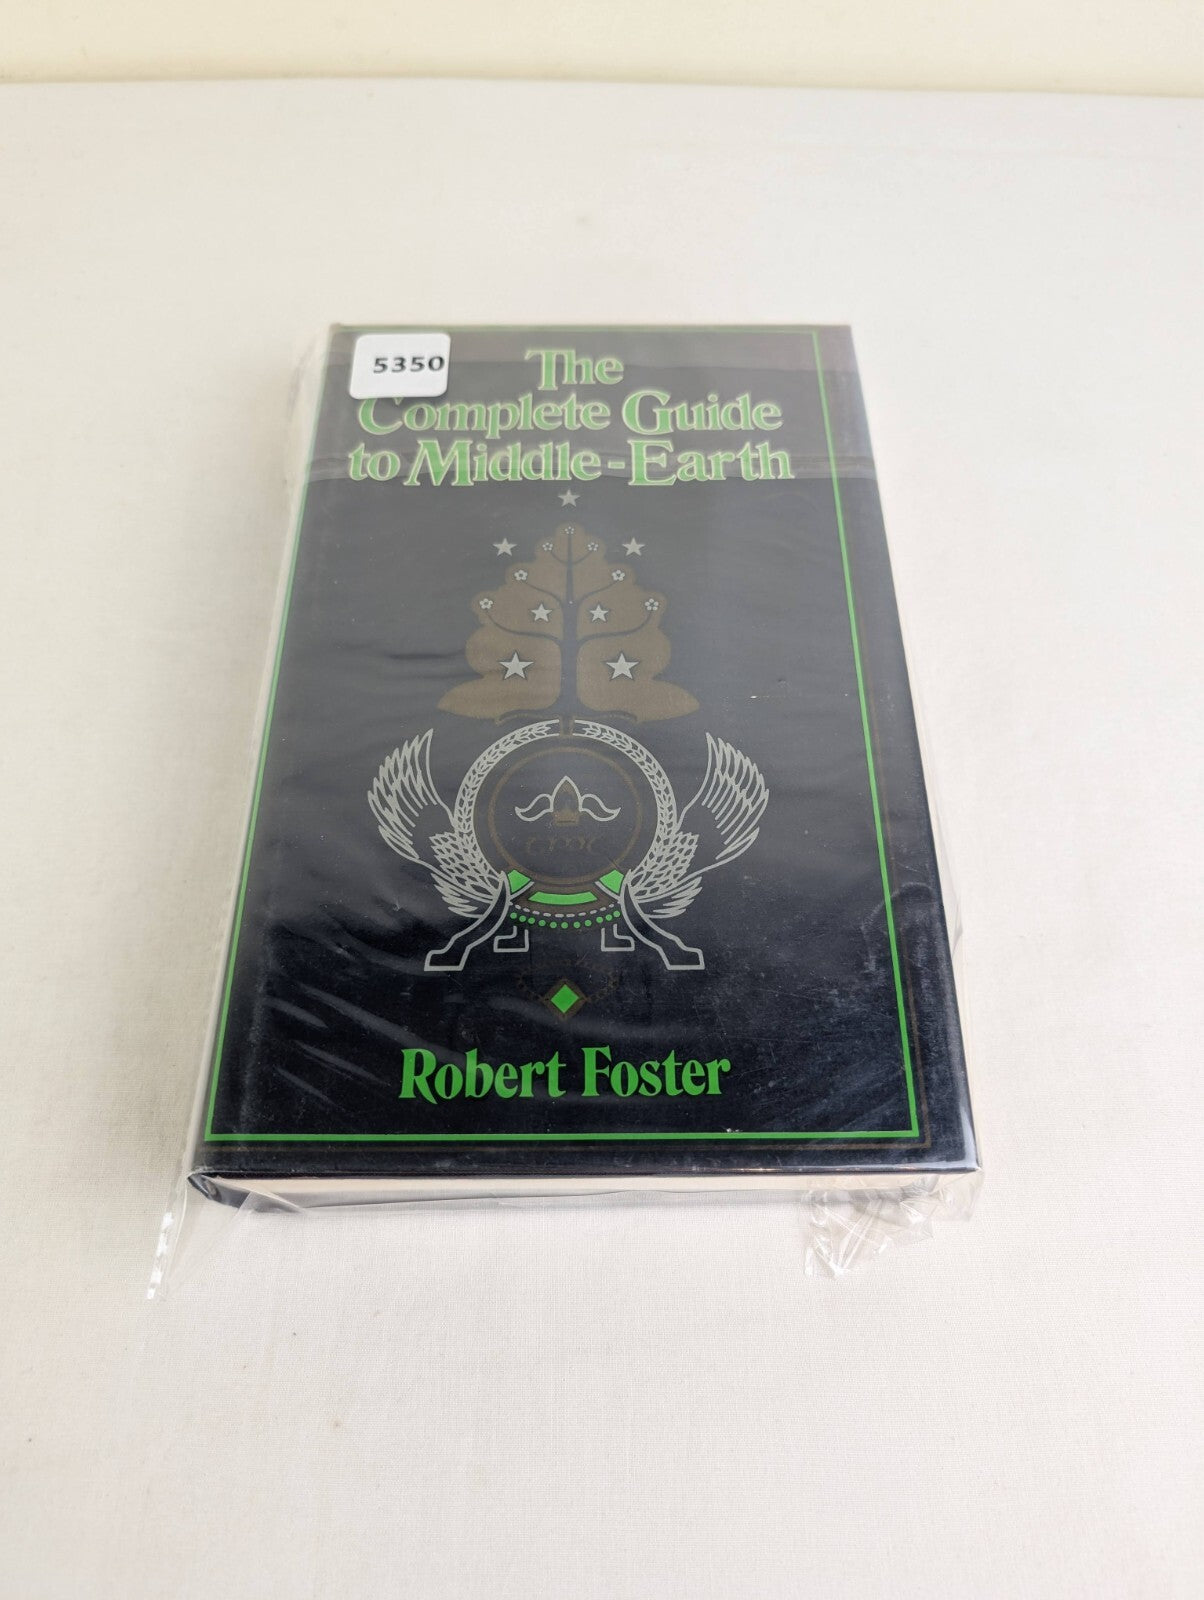 5350
The
Complete Guide
to Middle-Earth
Robert Foster